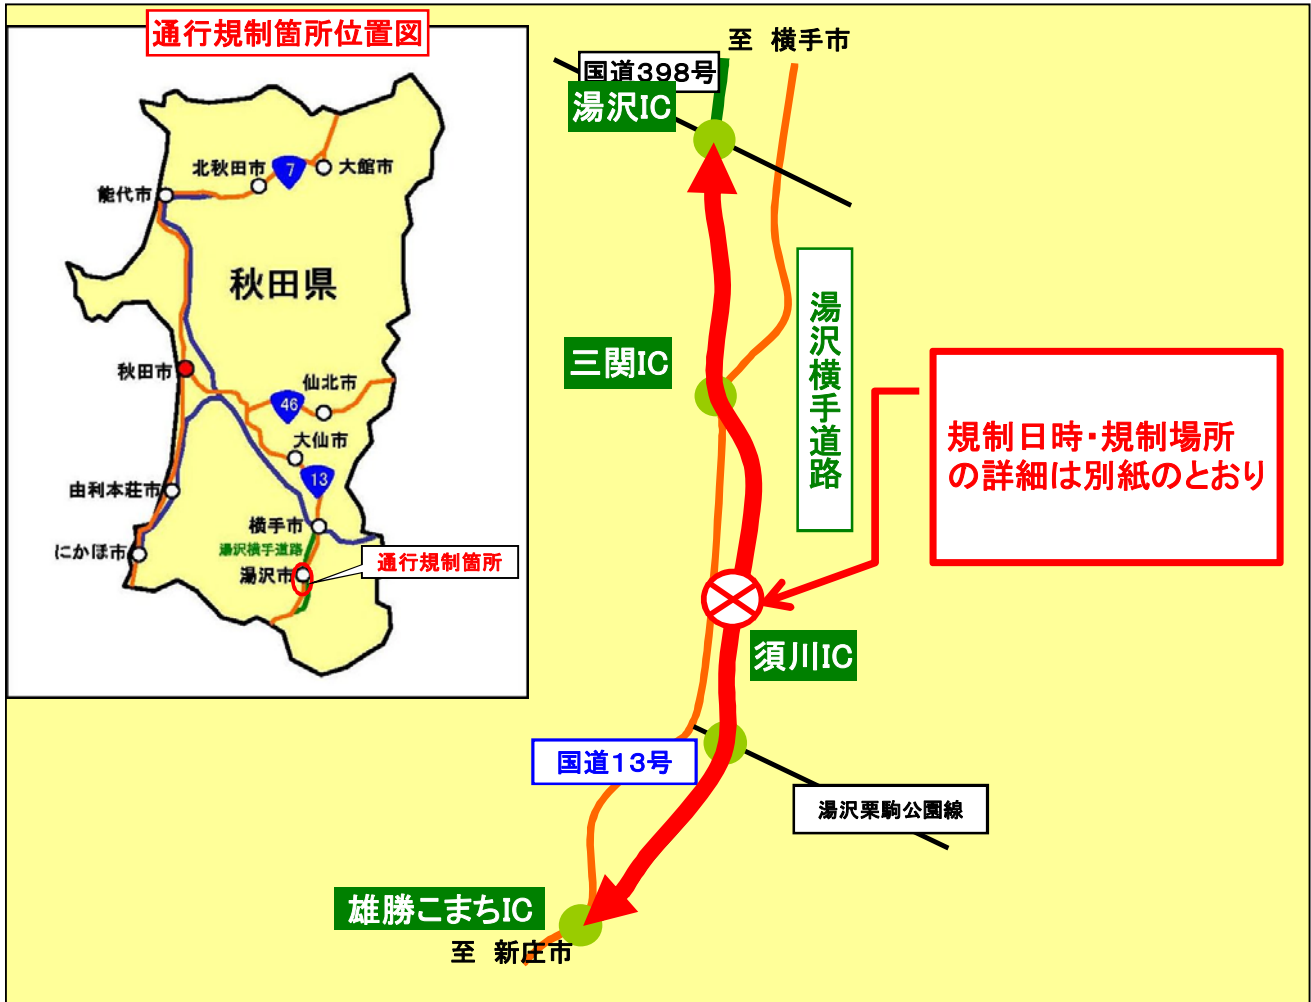 通行規制箇所位置図
北秋田市
7
大館市
能代市
秋田県
秋田市
仙北市
46
大仙市
13
由利本荘市
横手市
にかほ市
湯沢横手道路
湯沢市
通行規制箇所
至 横手市
国道398号
湯沢IC
三関IC
湯沢横手道路
規制日時・規制場所
の詳細は別紙のとおり
須川IC
国道13号
湯沢栗駒公園線
雄勝こまちIC
至 新庄市